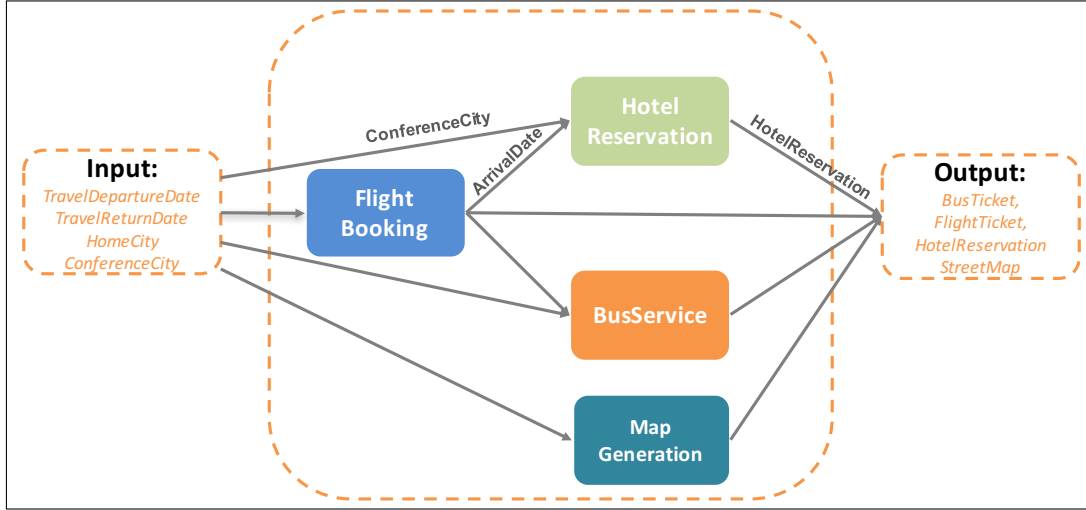 Input:
TravelDepartureDate
TravelReturnDate
HomeCity
ConferenceCity
ConferenceCity
ArrivalDate
Flight
Booking
Hotel
Reservation
HotelReservation
BusService
Map
Generation
Output:
BusTicket,
FlightTicket,
HotelReservation
StreetMap